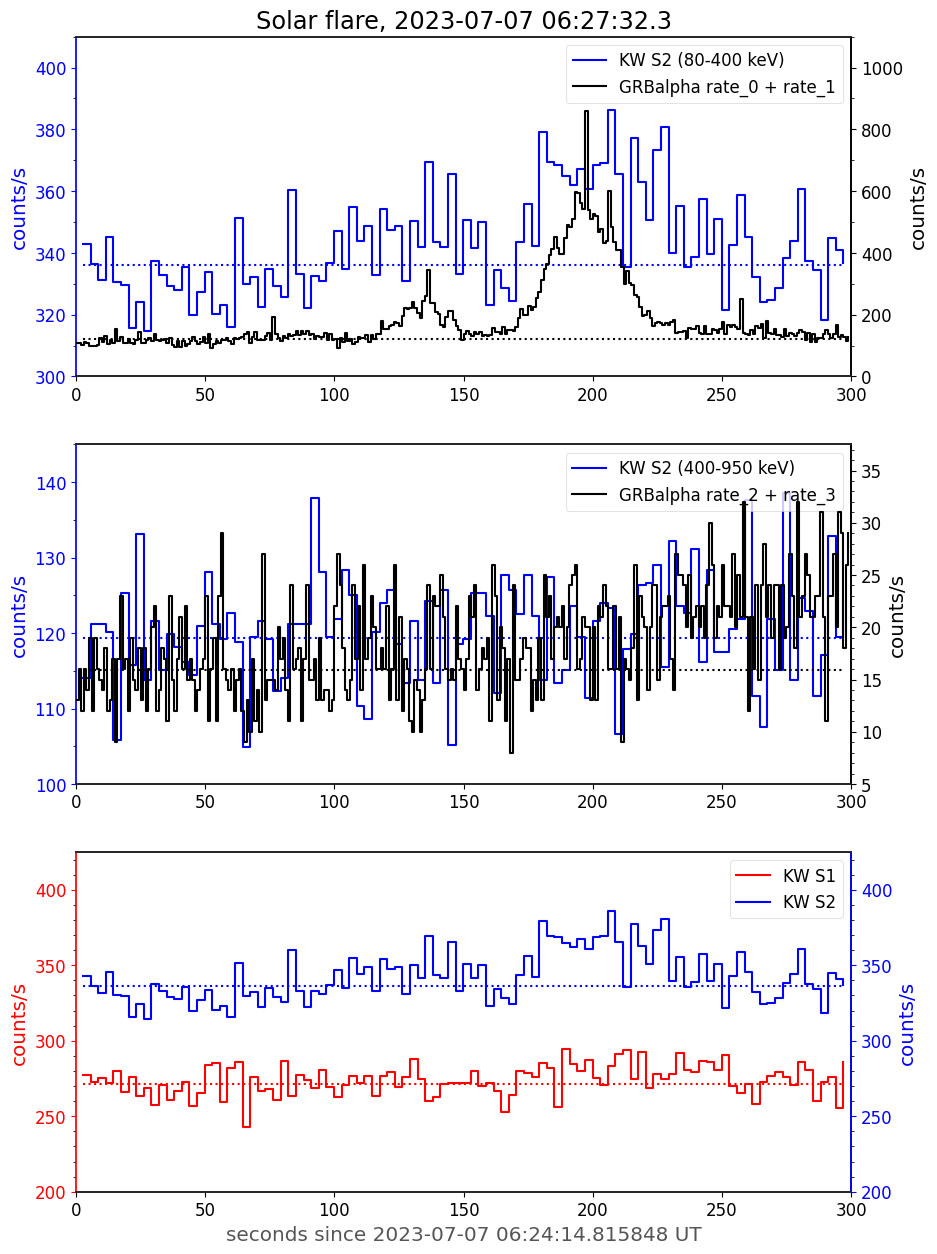 Solar flare, 2023-07-07 06:27:32.3
KW S2 (80-400 keV)
GRBalpha rate_0 + rate_1
counts/s
counts/s
400
380
360
340
320
300
1000
800
600
400
200
0
0 50 100 150 200 250 300
KW S2 (400-950 keV)
GRBalpha rate_2 + rate_3
counts/s
counts/s
140
130
120
110
100
35
30
25
20
15
10
5
0 50 100 150 200 250 300
KW S1
KW S2
counts/s
counts/s
400
350
300
250
200
400
350
300
250
200
0 50 100 150 200 250 300
seconds since 2023-07-07 06:24:14.815848 UT